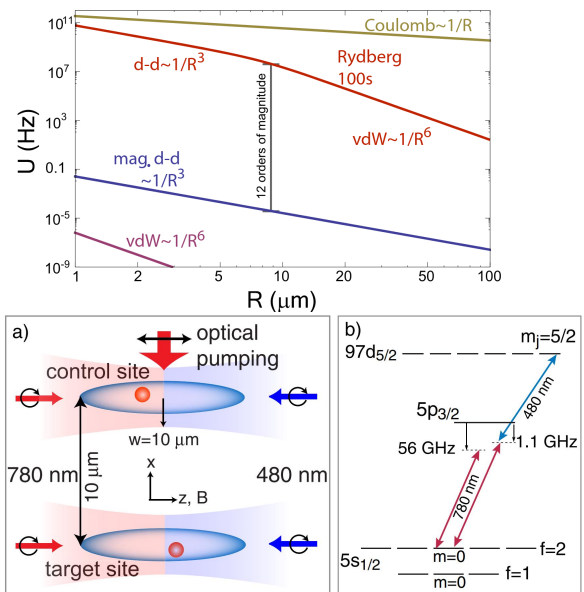 10¹¹
10⁷
10³
0.1
10⁻⁵
10⁻⁹
U (Hz)
Coulomb~1/R
d-d~1/R³
Rydberg
100s
vdW~1/R⁶
12 orders of magnitude
mag. d-d
~1/R³
vdW~1/R⁶
1 2 5 10 20 50 100
R (μm)
a)
optical
pumping
control site
w=10 μm
780 nm
10 μm
x
z, B
480 nm
target site
b)
mⱼ=5/2
97d₅/₂
480 nm
5p₃/₂
56 GHz
1.1 GHz
780 nm
5s₁/₂
m=0
f=2
m=0
f=1